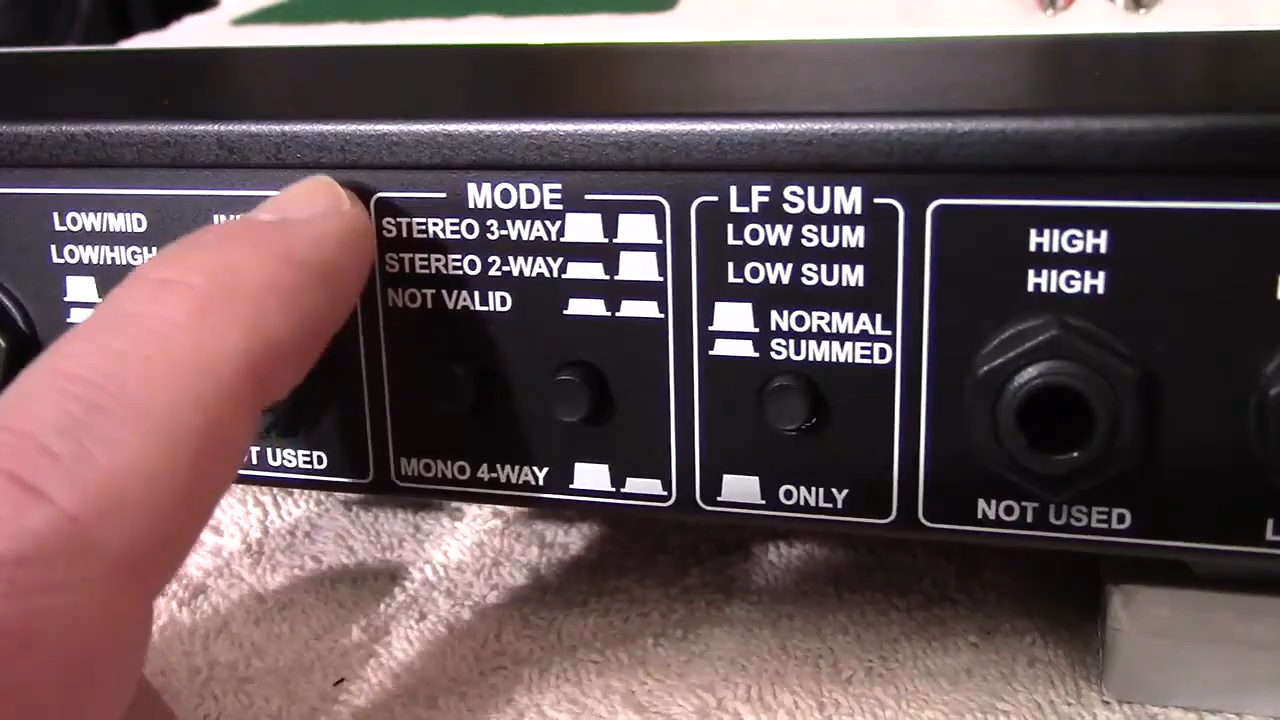 LOW/MID
LOW/HIGH
T USED
MODE
STEREO 3-WAY
STEREO 2-WAY
NOT VALID
MONO 4-WAY
LF SUM
LOW SUM
LOW SUM
NORMAL
SUMMED
ONLY
HIGH
HIGH
NOT USED